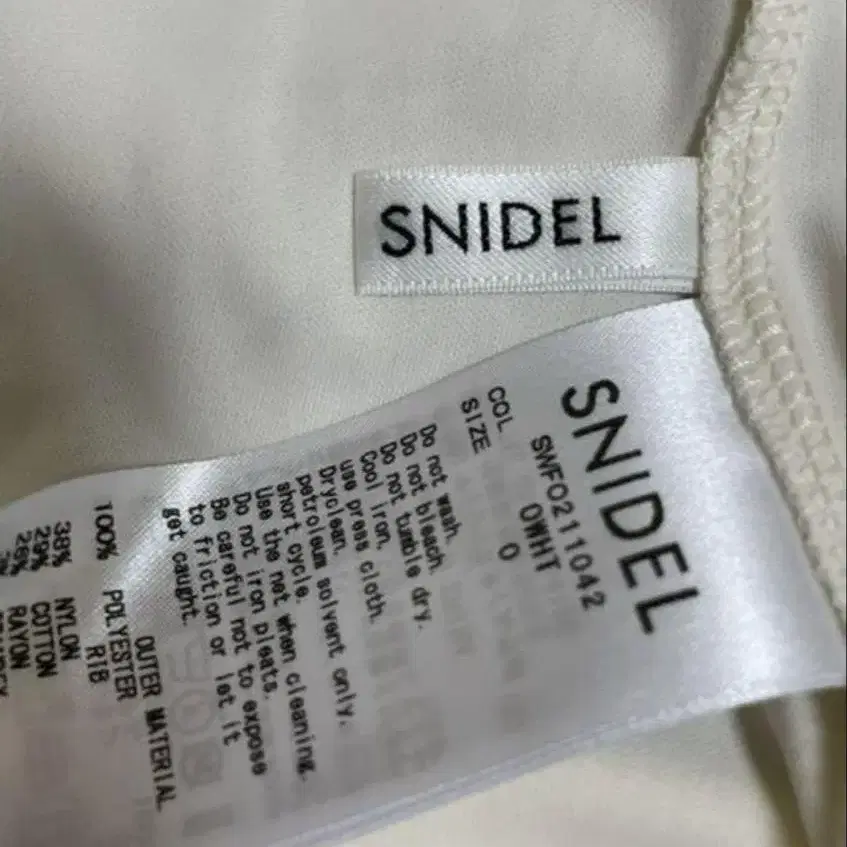 SNIDEL
SNIDEL
SWFO211042
COL OWHT
SIZE O
Do not wash.
Do not bleach.
Do not tumble dry.
Cool iron,
use press cloth.
Dryclean,
petroleum solvent only.
short cycle.
Use the net when cleaning.
Do not iron pleats.
Be careful not to expose
to friction or let it
get caught.
OUTER MATERIAL
100% POLYESTER
RIB
38% NYLON
29% COTTON
28% RAYON